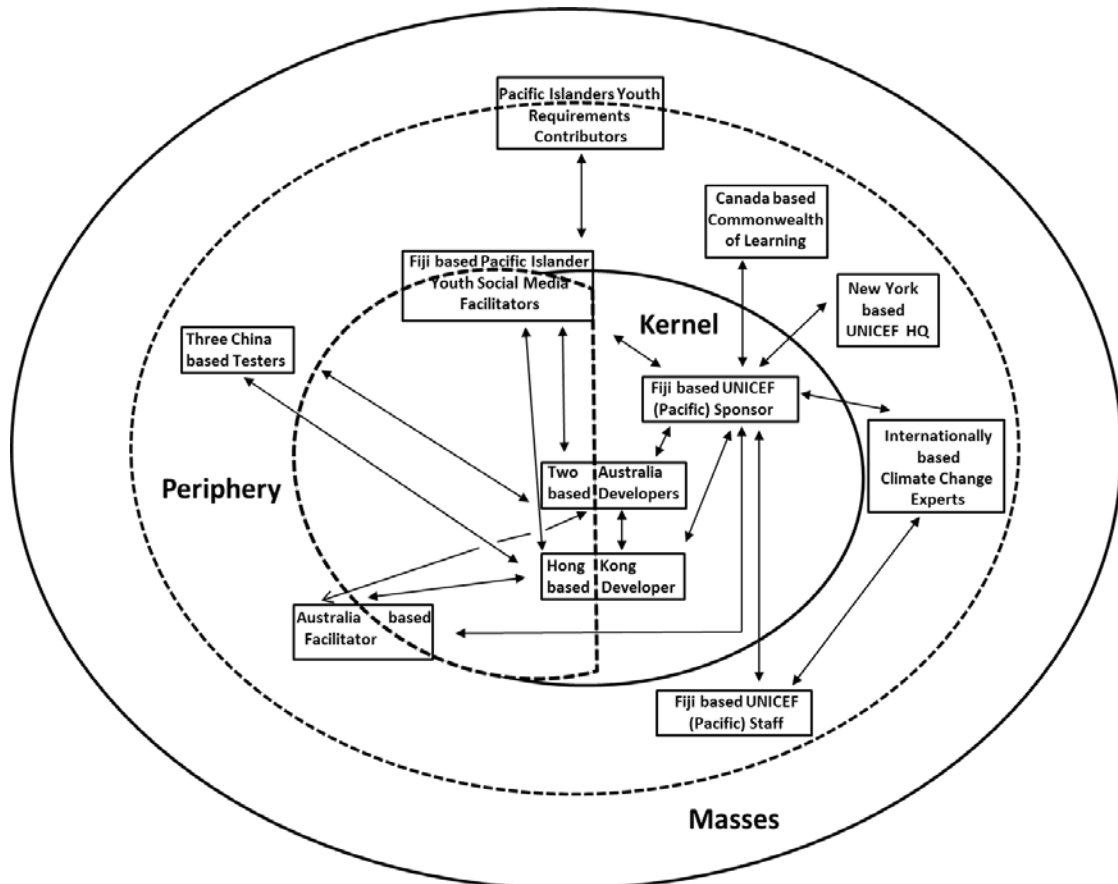 Pacific Islanders Youth
Requirements
Contributors
Canada based
Commonwealth
of Learning
Fiji based Pacific Islander
Youth Social Media
Facilitators
New York
based
UNICEF HQ
Kernel
Three China
based Testers
Fiji based UNICEF
(Pacific) Sponsor
Internationally
based
Climate Change
Experts
Two Australia
based Developers
Periphery
Hong Kong
based Developer
Australia based
Facilitator
Fiji based UNICEF
(Pacific) Staff
Masses